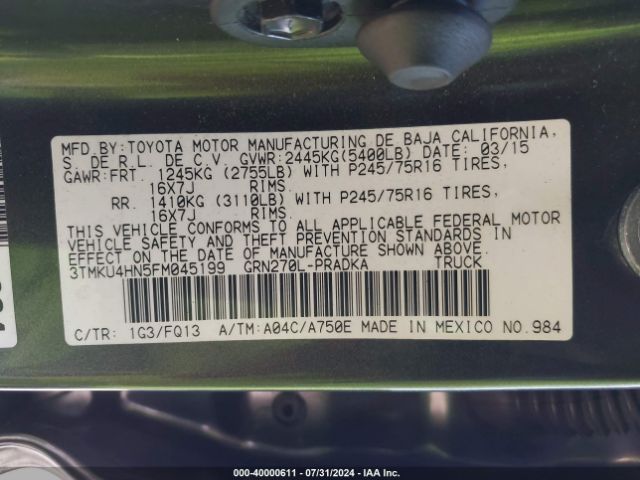 MFD.BY:TOYOTA MOTOR MANUFACTURING DE BAJA CALIFORNIA,
S. DE R.L. DE C.V. GVWR:2445KG(5400LB) DATE: 03/15
GAWR:FRT. 1245KG (2755LB) WITH P245/75R16 TIRES,
16X7J RIMS.
RR. 1410KG (3110LB) WITH P245/75R16 TIRES,
16X7J RIMS.
THIS VEHICLE CONFORMS TO ALL APPLICABLE FEDERAL MOTOR
VEHICLE SAFETY AND THEFT PREVENTION STANDARDS IN
EFFECT ON THE DATE OF MANUFACTURE SHOWN ABOVE.
3TMKU4HN5FM045199 GRN270L-PRADKA TRUCK
C/TR: 1G3/FQ13 A/TM:A04C/A750E MADE IN MEXICO NO.984
000-40000611 - 07/31/2024 - IAA Inc.